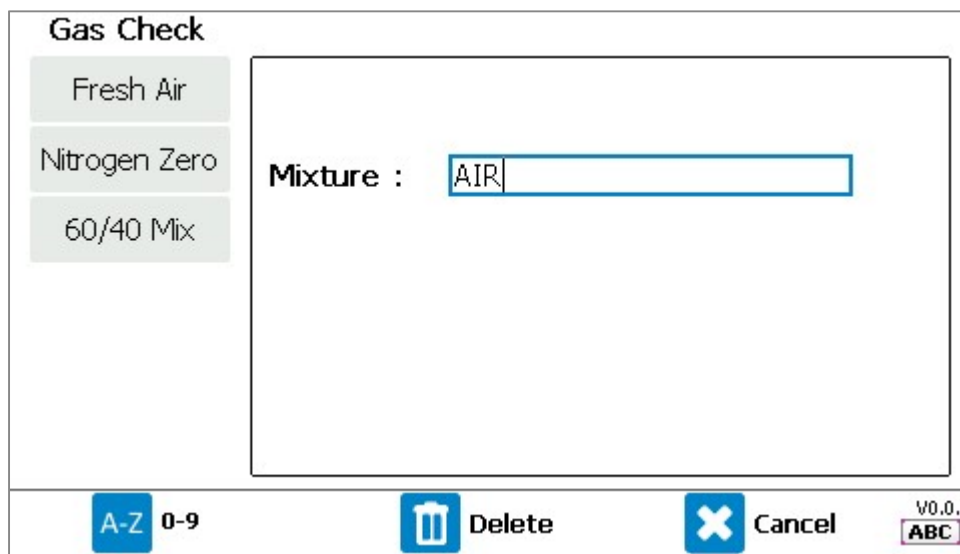 Gas Check
Fresh Air
Nitrogen Zero
60/40 Mix
Mixture : AIR
A-Z 0-9 Delete Cancel V0.0.
ABC